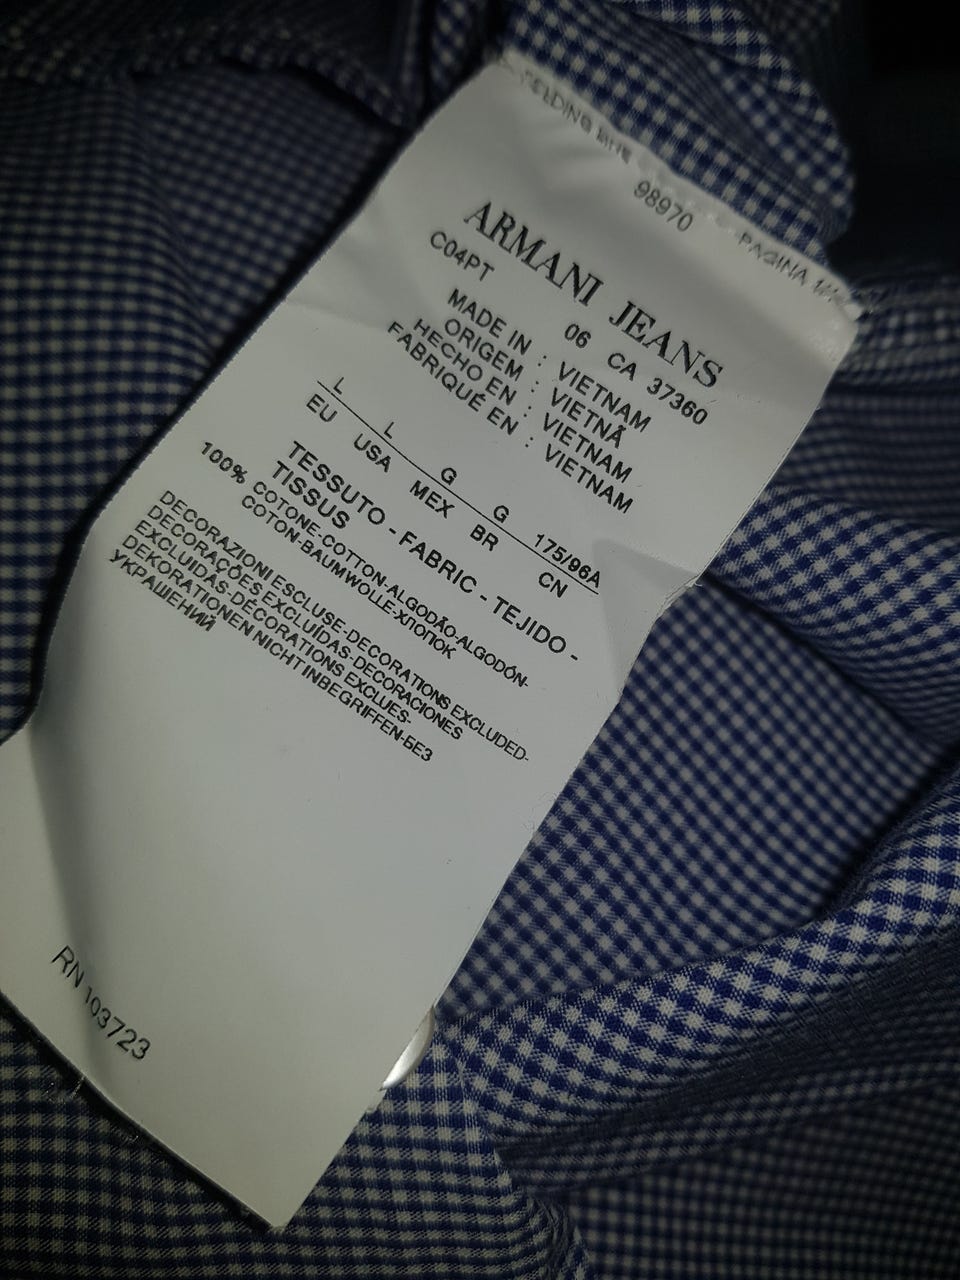 98970
ARMANI JEANS
C04PT 06 CA 37360
MADE IN : VIETNAM
ORIGEM : VIETNÃ
HECHO EN : VIETNAM
FABRIQUÉ EN : VIETNAM
L L G G 175/96A
EU USA MEX BR CN
TESSUTO - FABRIC - TEJIDO -
TISSUS
100% COTONE-COTTON-ALGODÃO-ALGODÓN-
COTON-BAUMWOLLE-ХЛОПОК
DECORAZIONI ESCLUSE-DECORATIONS EXCLUDED-
DECORAÇÕES EXCLUÍDAS-DECORACIONES
EXCLUIDAS-DÉCORATIONS EXCLUES-
DEKORATIONEN NICHT INBEGRIFFEN-БЕЗ
УКРАШЕНИЙ
RN 103723